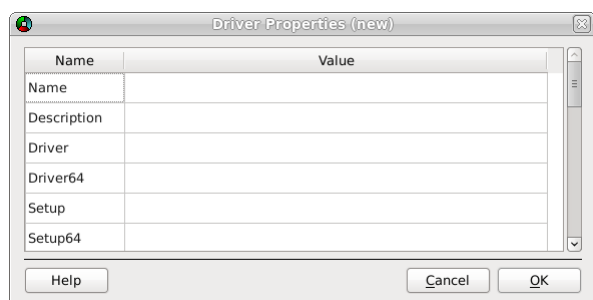 Driver Properties (new)
Name Value
Name
Description
Driver
Driver64
Setup
Setup64
Help Cancel OK